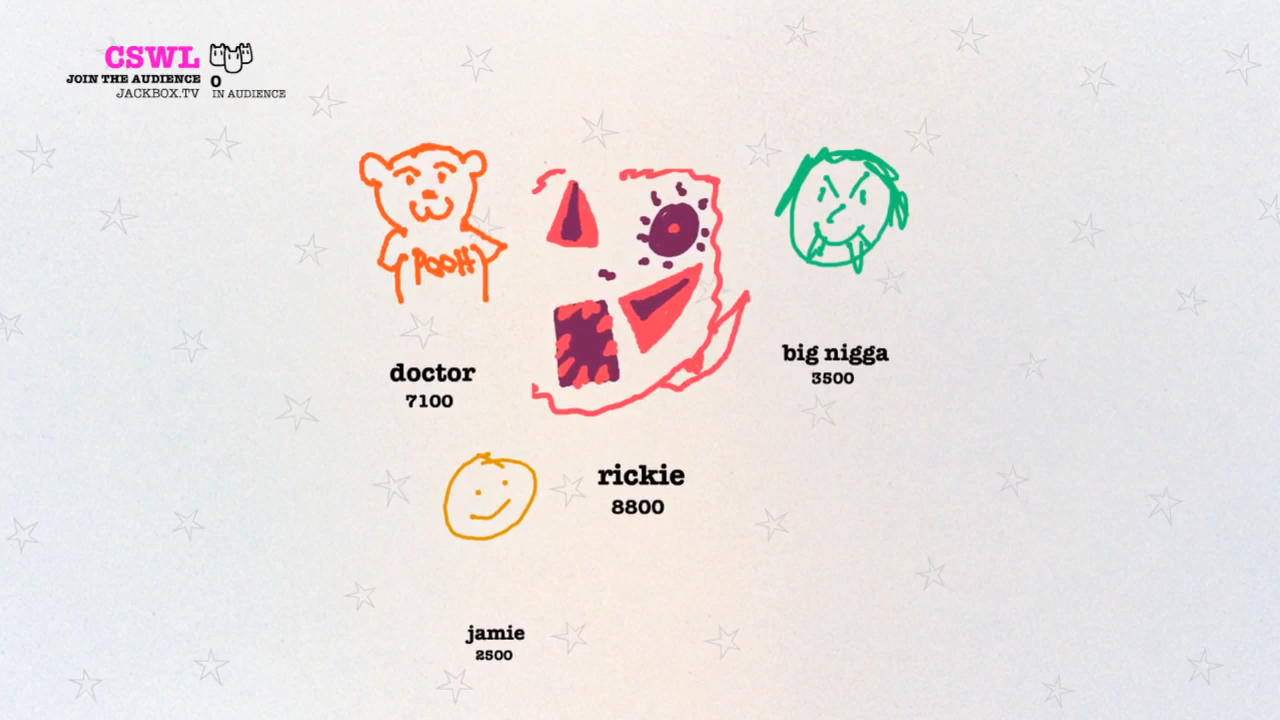 CSWL
JOIN THE AUDIENCE
JACKBOX.TV
0
IN AUDIENCE
POOH
doctor
7100
big nigga
3500
rickie
8800
jamie
2500